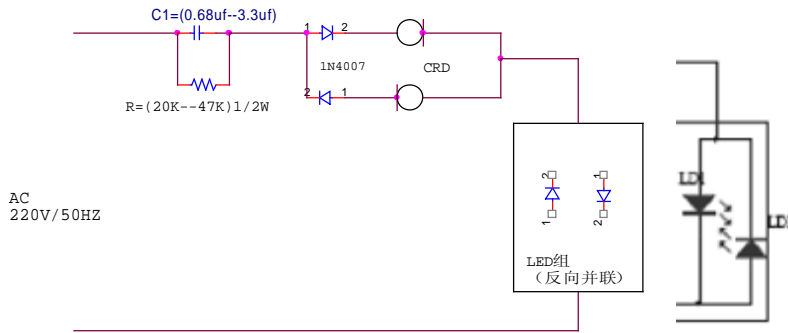 C1=(0.68uf--3.3uf)
1
2
1N4007
CRD
2
1
R=(20K--47K)1/2W
AC
220V/50HZ
2
1
1
2
LED组
（反向并联）
LD1